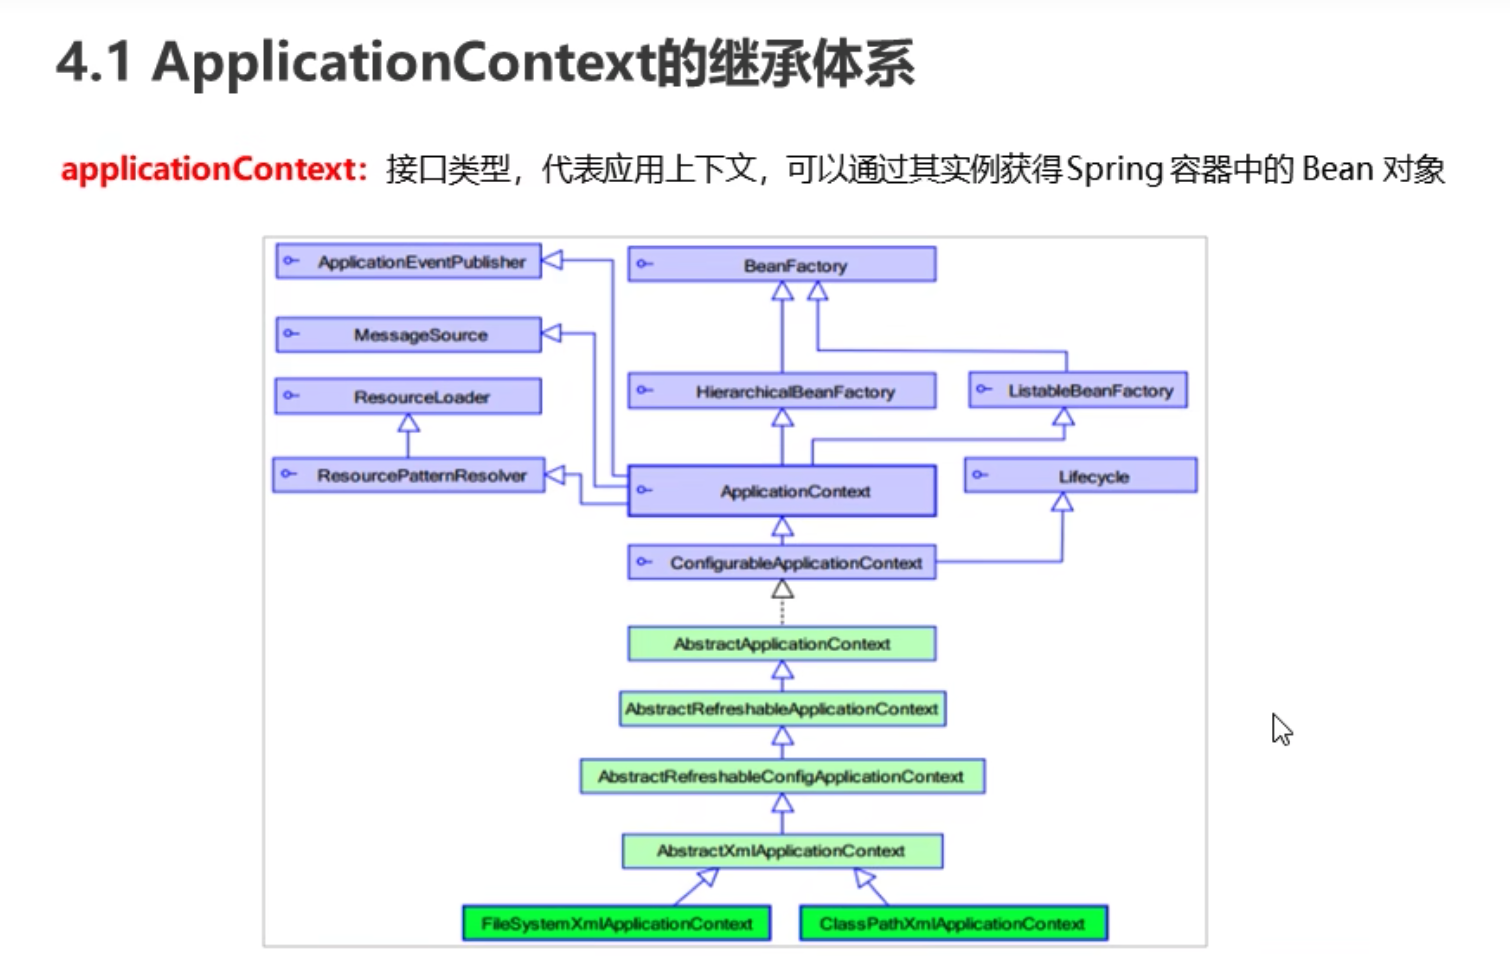 4.1 ApplicationContext的继承体系
applicationContext：接口类型，代表应用上下文，可以通过其实例获得Spring 容器中的 Bean 对象
ApplicationEventPublisher
BeanFactory
MessageSource
ResourceLoader
HierarchicalBeanFactory
ListableBeanFactory
ResourcePatternResolver
ApplicationContext
Lifecycle
ConfigurableApplicationContext
AbstractApplicationContext
AbstractRefreshableApplicationContext
AbstractRefreshableConfigApplicationContext
AbstractXmlApplicationContext
FileSystemXmlApplicationContext
ClassPathXmlApplicationContext